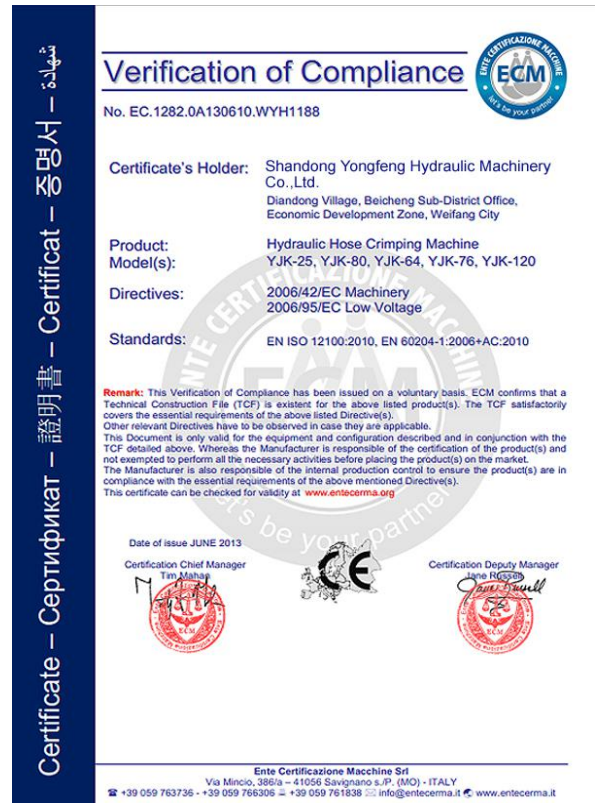 Verification of Compliance
ENTE CERTIFICAZIONE MACCHINE
ECM
let's be your partner
No. EC.1282.0A130610.WYH1188
Certificate's Holder: Shandong Yongfeng Hydraulic Machinery
Co.,Ltd.
Diandong Village, Beicheng Sub-District Office,
Economic Development Zone, Weifang City
Product: Hydraulic Hose Crimping Machine
Model(s): YJK-25, YJK-80, YJK-64, YJK-76, YJK-120
Directives: 2006/42/EC Machinery
2006/95/EC Low Voltage
Standards: EN ISO 12100:2010, EN 60204-1:2006+AC:2010
Remark: This Verification of Compliance has been issued on a voluntary basis. ECM confirms that a
Technical Construction File (TCF) is existent for the above listed product(s). The TCF satisfactorily
covers the essential requirements of the above listed Directive(s).
Other relevant Directives have to be observed in case they are applicable.
This Document is only valid for the equipment and configuration described and in conjunction with the
TCF detailed above. Whereas the Manufacturer is responsible of the certification of the product(s) and
not exempted to perform all the necessary activities before placing the product(s) on the market.
The Manufacturer is also responsible of the internal production control to ensure the product(s) are in
compliance with the essential requirements of the above mentioned Directive(s).
This certificate can be checked for validity at www.entecerma.org
Date of issue JUNE 2013
Certification Chief Manager
Tim Mahan
CE
Certification Deputy Manager
Jane Russell
ECM
ECM
Ente Certificazione Macchine Srl
Via Mincio, 386/a – 41056 Savignano s./P. (MO) - ITALY
+39 059 763736 - +39 059 766306 +39 059 761838 info@entecerma.it www.entecerma.it
Certificate – Сертификат – 證明書 – Certificat – 증명서 – شهادة
ENTE CERTIFICAZIONE MACCHINE
ECM
let's be your partner